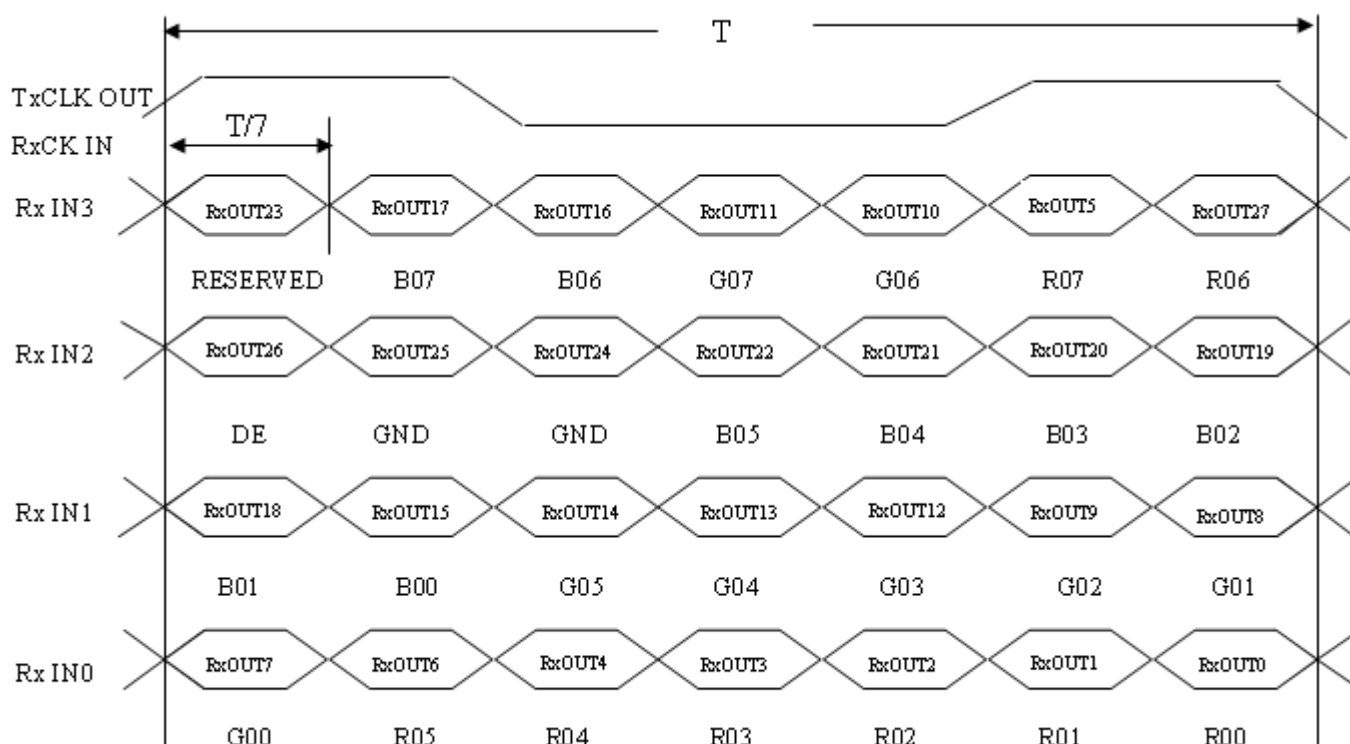 T
TxCLK OUT
T/7
RxCK IN
Rx IN3 RxOUT23 RxOUT17 RxOUT16 RxOUT11 RxOUT10 RxOUT5 RxOUT27
RESERVED B07 B06 G07 G06 R07 R06
Rx IN2 RxOUT26 RxOUT25 RxOUT24 RxOUT22 RxOUT21 RxOUT20 RxOUT19
DE GND GND B05 B04 B03 B02
Rx IN1 RxOUT18 RxOUT15 RxOUT14 RxOUT13 RxOUT12 RxOUT9 RxOUT8
B01 B00 G05 G04 G03 G02 G01
Rx IN0 RxOUT7 RxOUT6 RxOUT4 RxOUT3 RxOUT2 RxOUT1 RxOUT0
G00 R05 R04 R03 R02 R01 R00